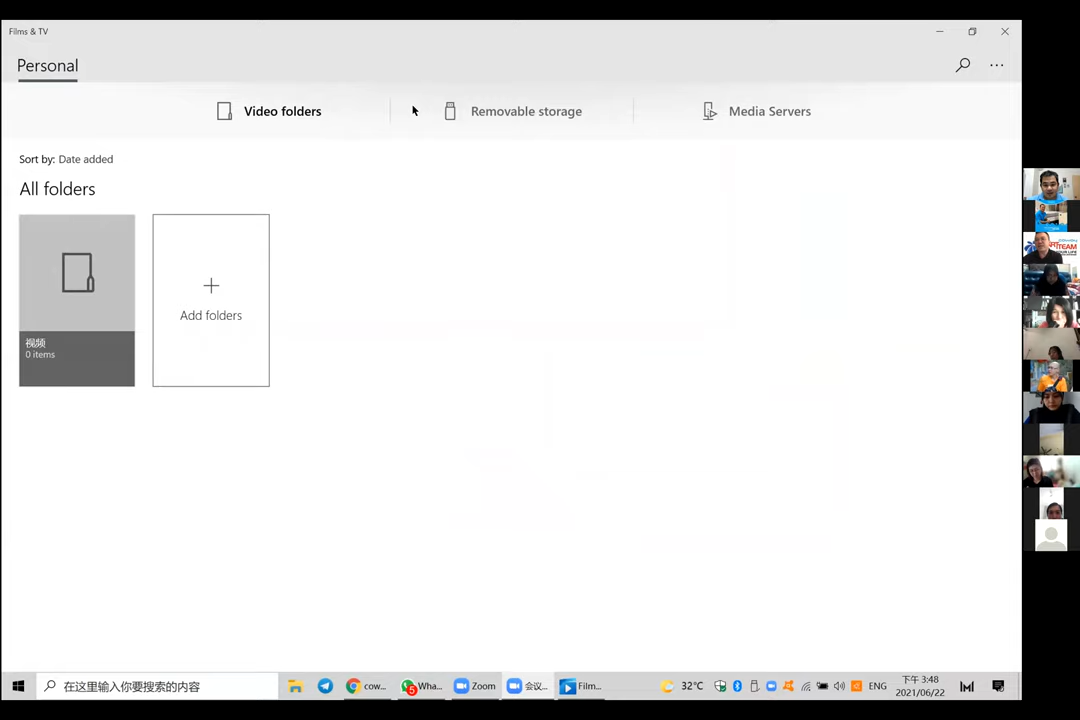 Films & TV
Personal
Video folders
Removable storage
Media Servers
Sort by: Date added
All folders
视频
0 items
Add folders
在这里输入你要搜索的内容
cow...
5
Wha...
Zoom
会议...
Film...
32°C
ENG
下午 3:48
2021/06/22
TEAM